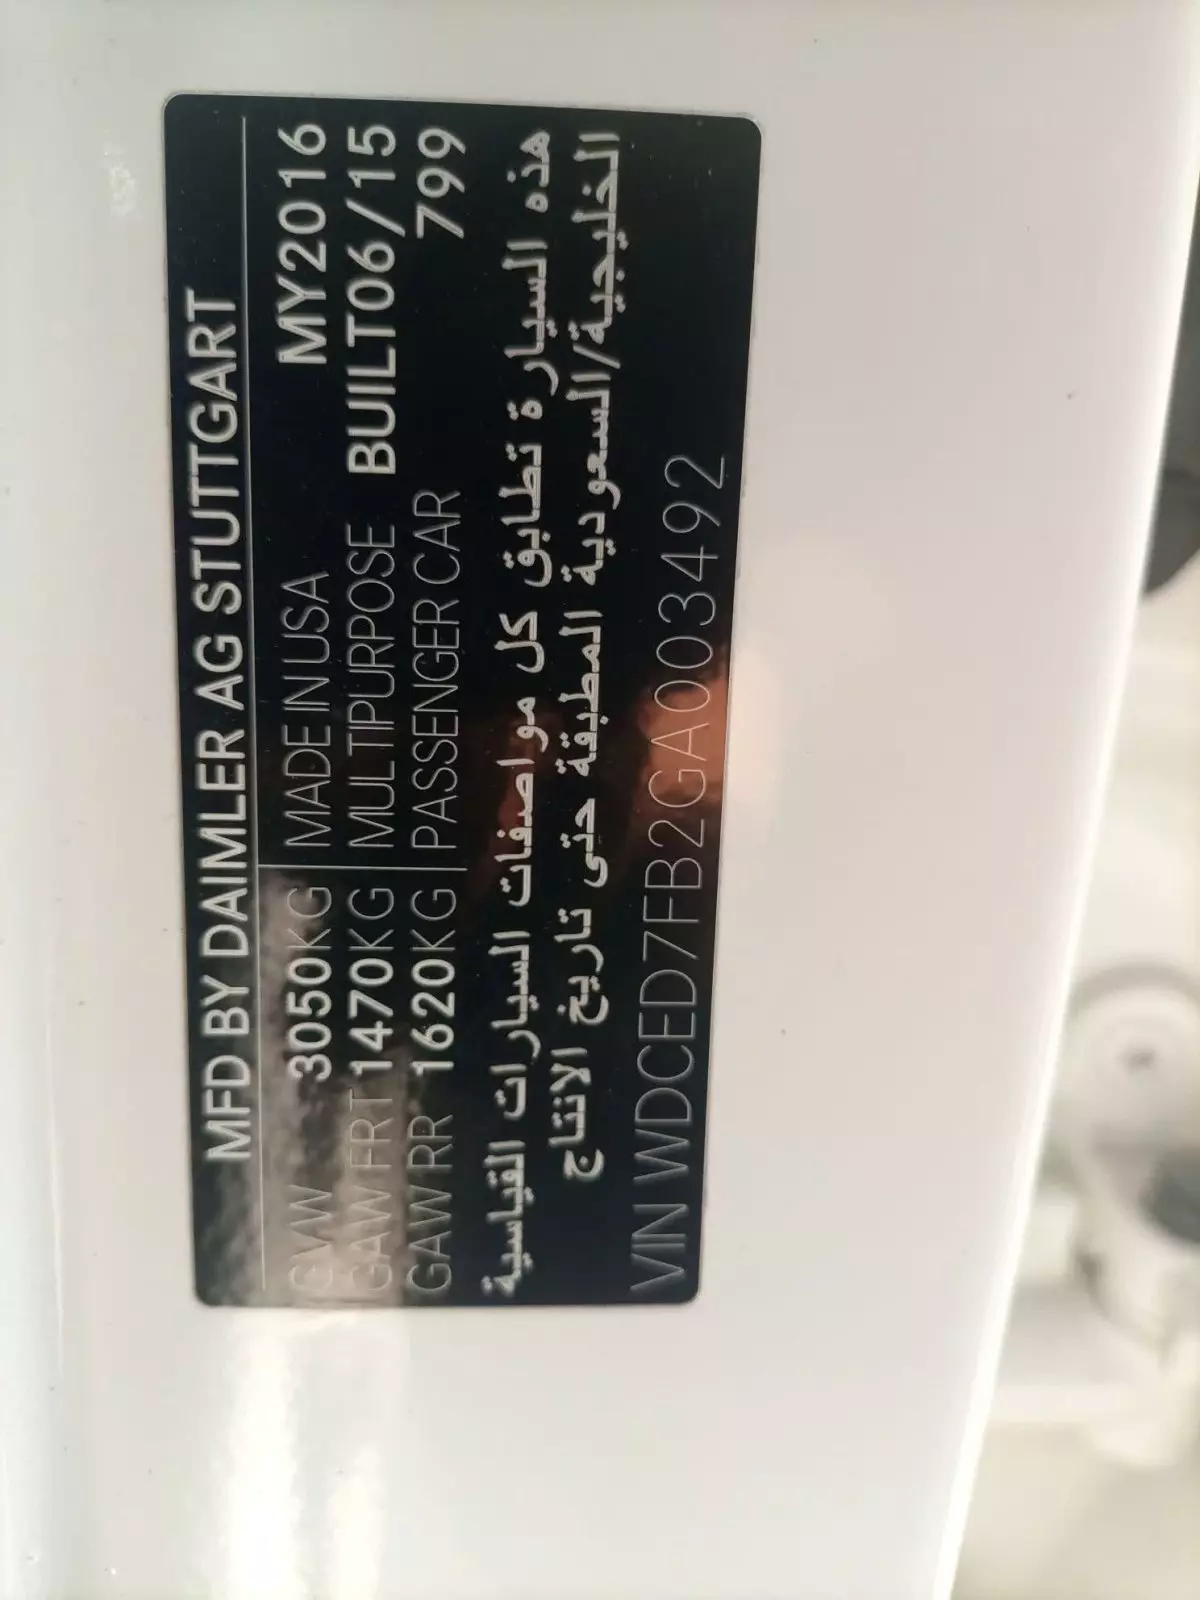 MFD BY DAIMLER AG STUTTGART
GVW 3050KG MADE IN USA MY2016
GAW FRT 1470KG MULTIPURPOSE BUILT06/15
GAW RR 1620KG PASSENGER CAR 799
هذه السيارة تطابق كل مواصفات السيارات القياسية
الخليجية/السعودية المطبقة حتى تاريخ الانتاج
VIN WDCED7FB2GA003492